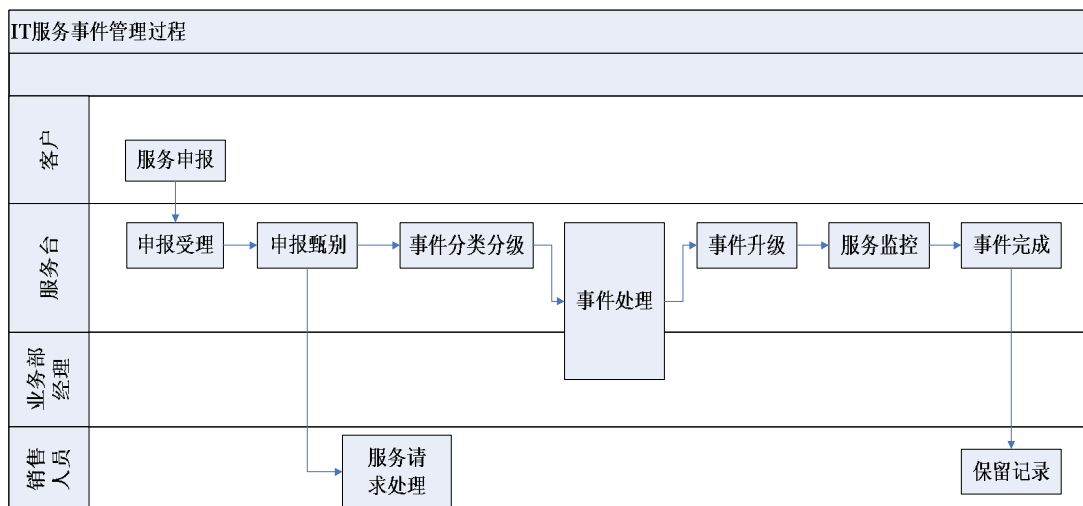 IT服务事件管理过程
客户
服务申报
服务台
申报受理
申报甄别
事件分类分级
事件处理
事件升级
服务监控
事件完成
业务部
经理
销售
人员
服务请
求处理
保留记录